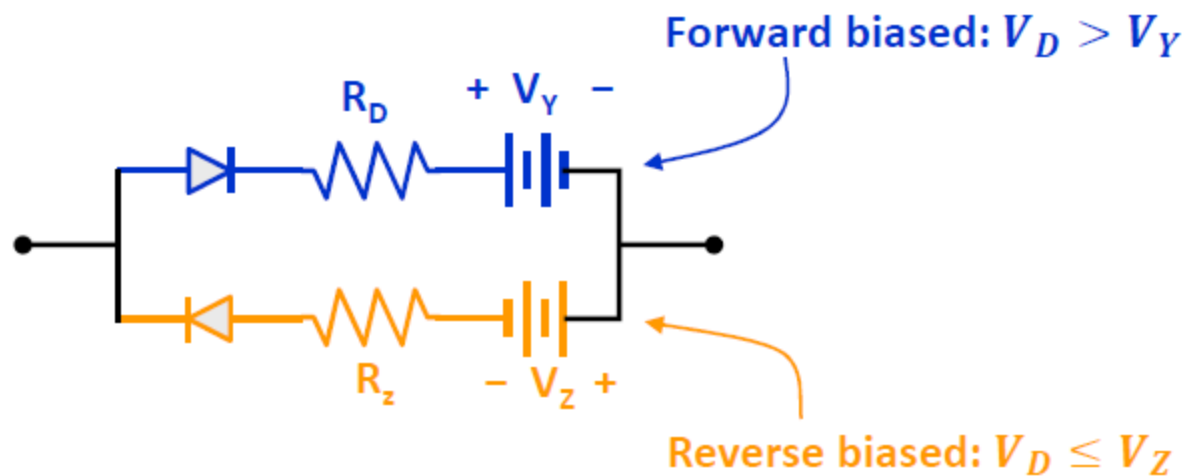 Forward biased: V_D > V_Y
R_D
+ V_Y −
R_z
− V_Z +
Reverse biased: V_D ≤ V_Z